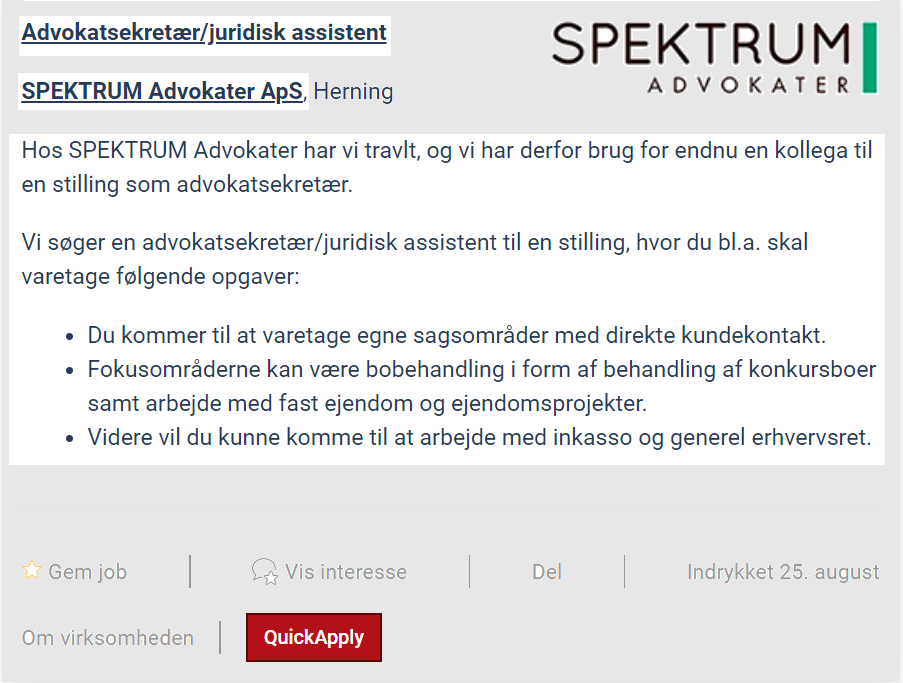 Advokatsekretær/juridisk assistent
SPEKTRUM
ADVOKATER
SPEKTRUM Advokater ApS, Herning
Hos SPEKTRUM Advokater har vi travlt, og vi har derfor brug for endnu en kollega til
en stilling som advokatsekretær.
Vi søger en advokatsekretær/juridisk assistent til en stilling, hvor du bl.a. skal
varetage følgende opgaver:
• Du kommer til at varetage egne sagsområder med direkte kundekontakt.
• Fokusområderne kan være bobehandling i form af behandling af konkursboer
samt arbejde med fast ejendom og ejendomsprojekter.
• Videre vil du kunne komme til at arbejde med inkasso og generel erhvervsret.
Gem job
Vis interesse
Del
Indrykket 25. august
Om virksomheden
QuickApply